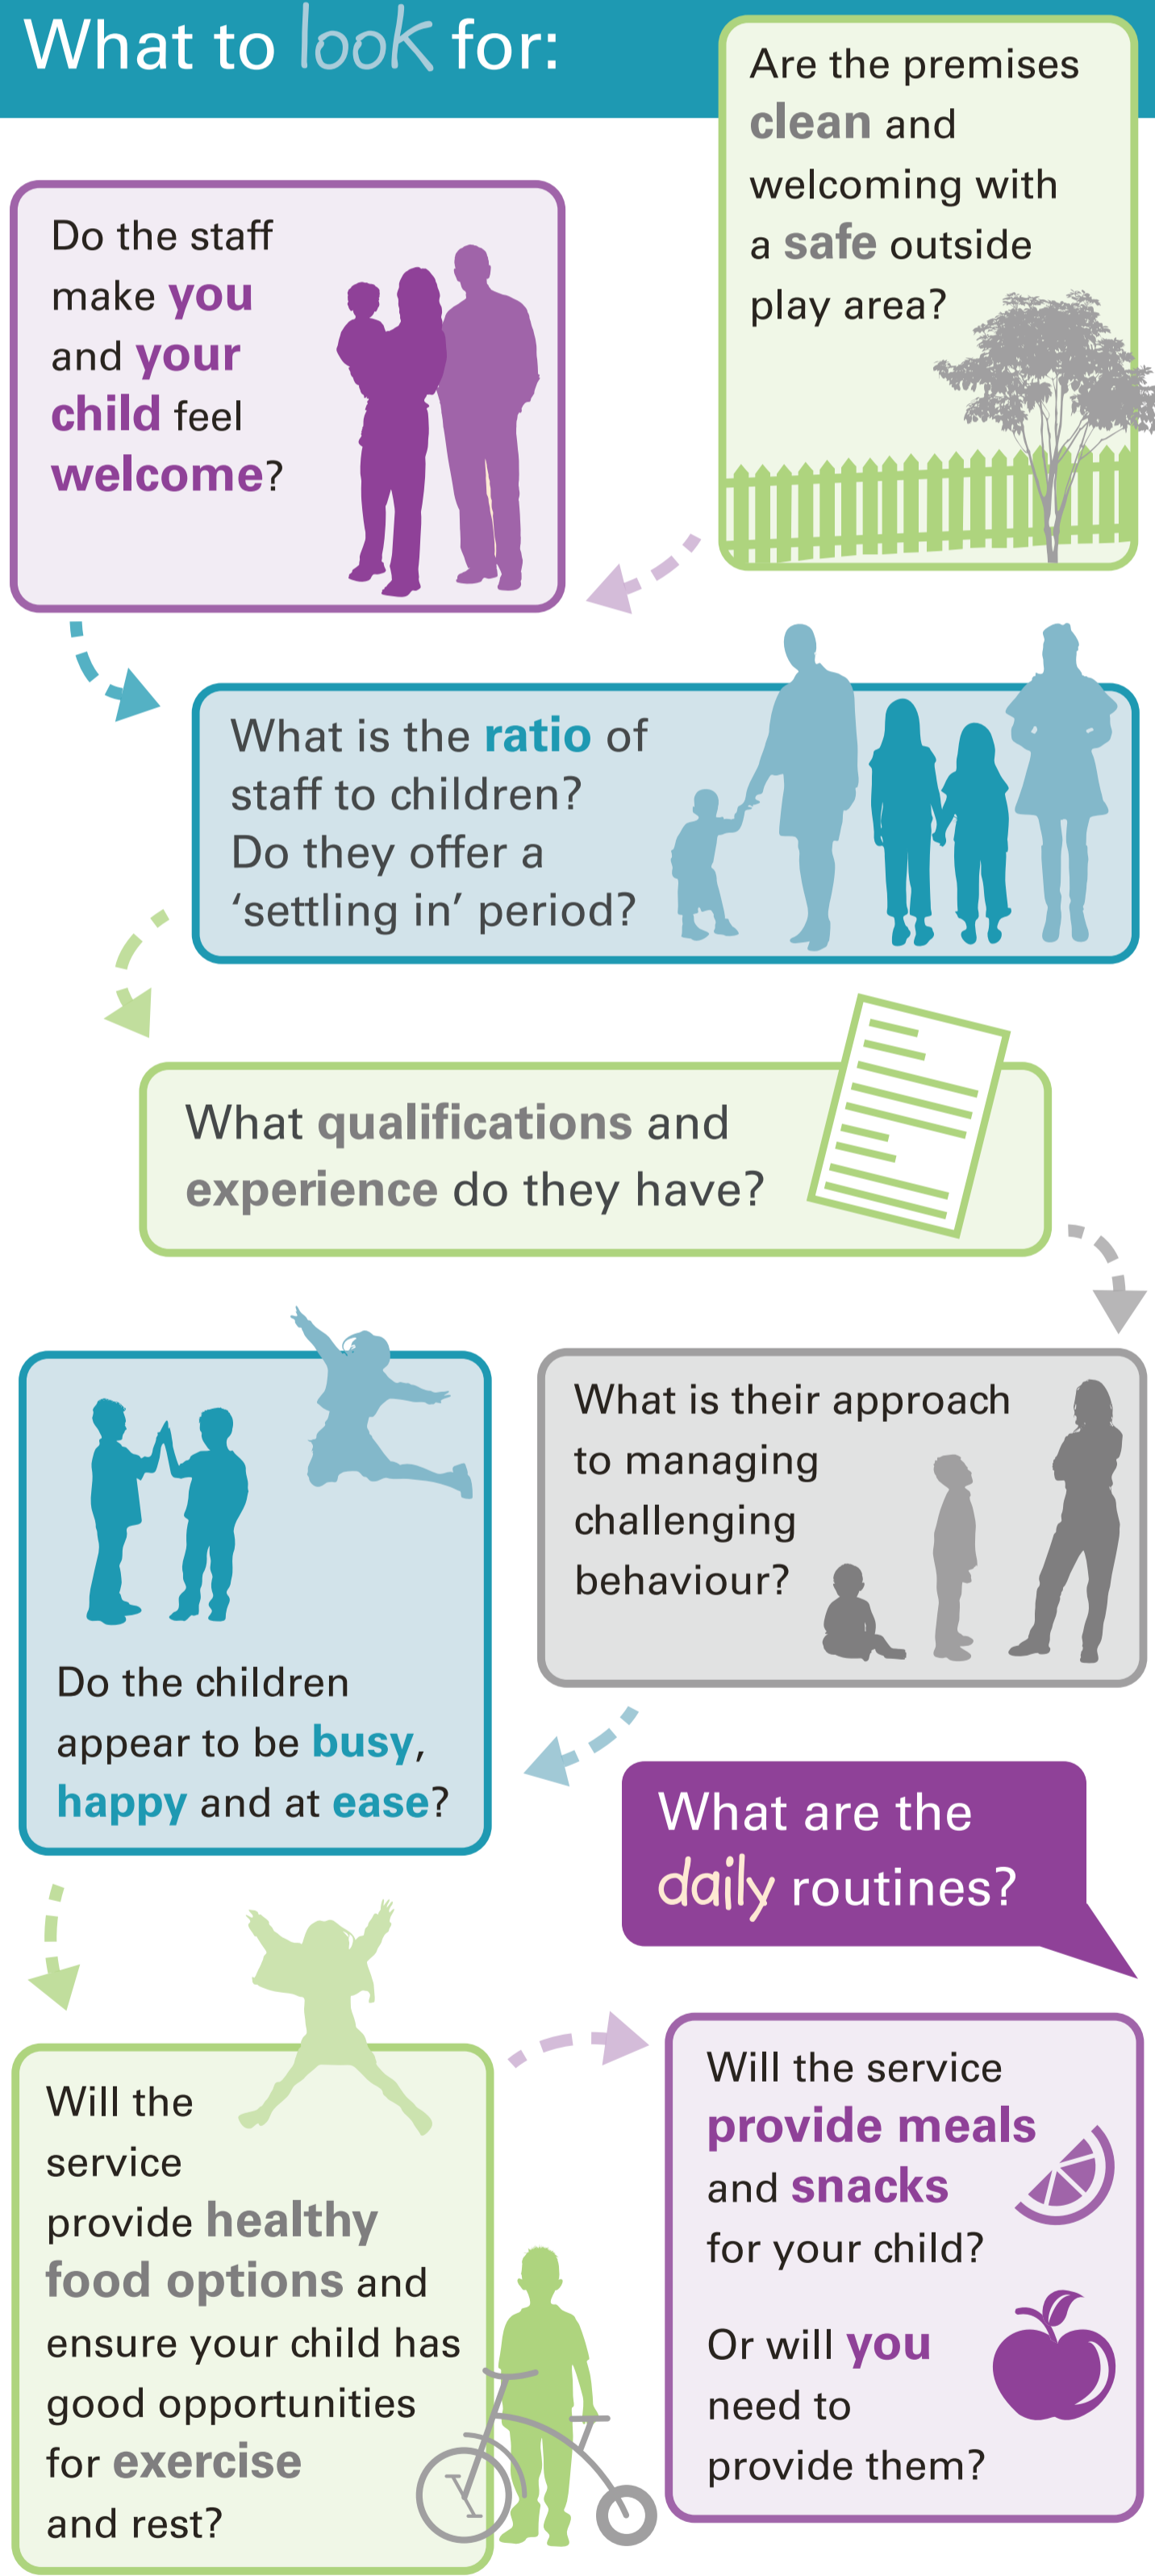 What to look for:
Are the premises
clean and
welcoming with
a safe outside
play area?
Do the staff
make you
and your
child feel
welcome?
What is the ratio of
staff to children?
Do they offer a
‘settling in’ period?
What qualifications and
experience do they have?
What is their approach
to managing
challenging
behaviour?
Do the children
appear to be busy,
happy and at ease?
What are the
daily routines?
Will the
service
provide healthy
food options and
ensure your child has
good opportunities
for exercise
and rest?
Will the service
provide meals
and snacks
for your child?
Or will you
need to
provide them?